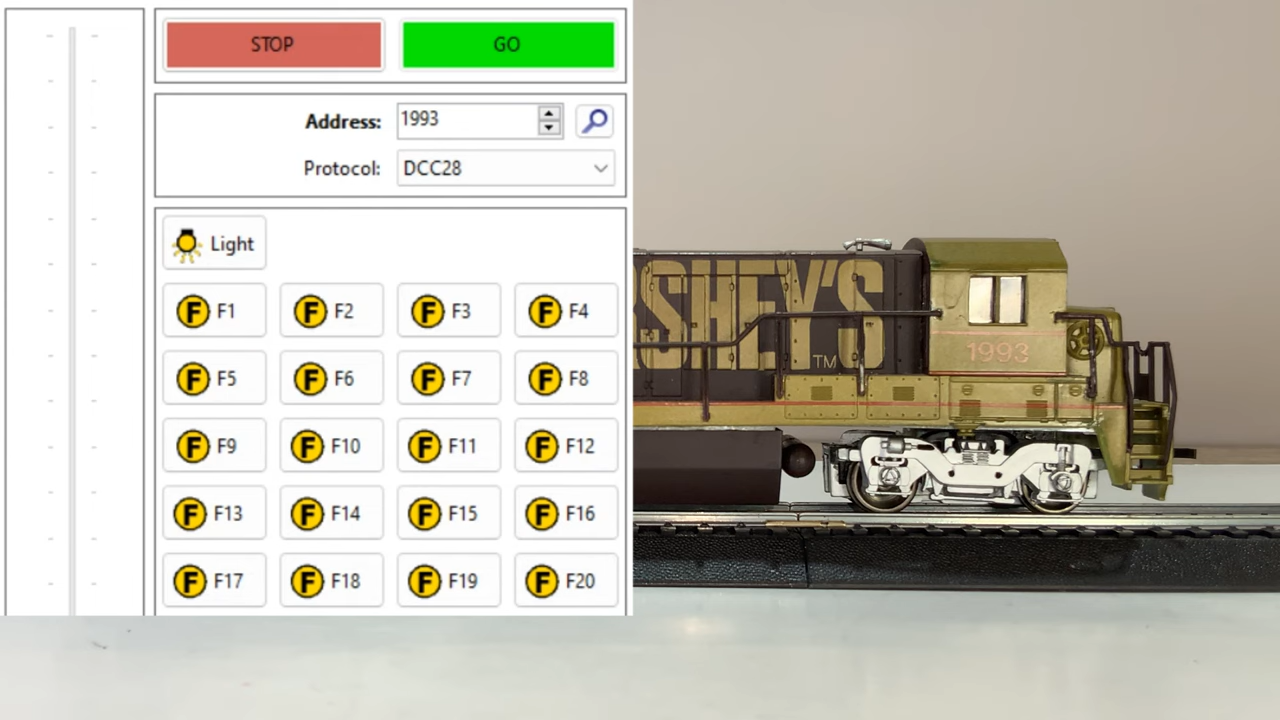 STOP GO
Address: 1993
Protocol: DCC28
Light
F F1 F F2 F F3 F F4
F F5 F F6 F F7 F F8
F F9 F F10 F F11 F F12
F F13 F F14 F F15 F F16
F F17 F F18 F F19 F F20
SHEY'S
TM
1993